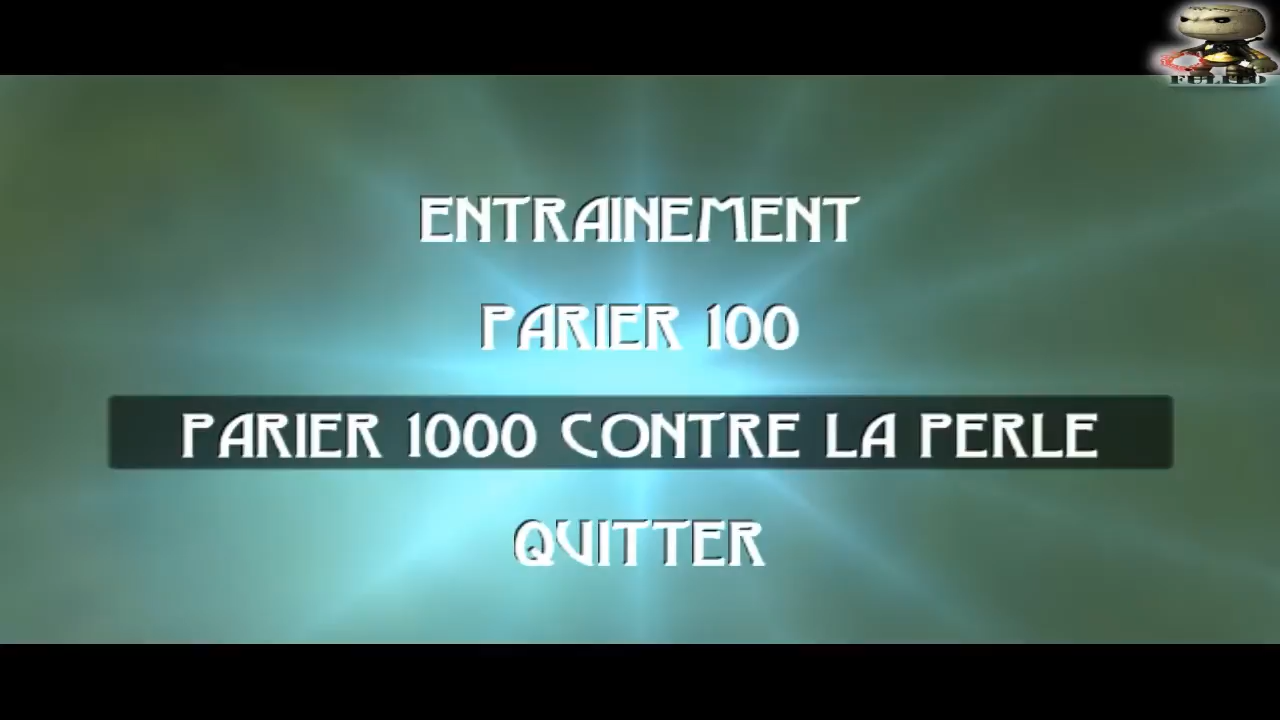 ENTRAINEMENT
PARIER 100
PARIER 1000 CONTRE LA PERLE
QUITTER